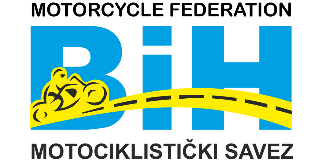 MOTORCYCLE FEDERATION
BiH
MOTOCIKLISTIČKI SAVEZ